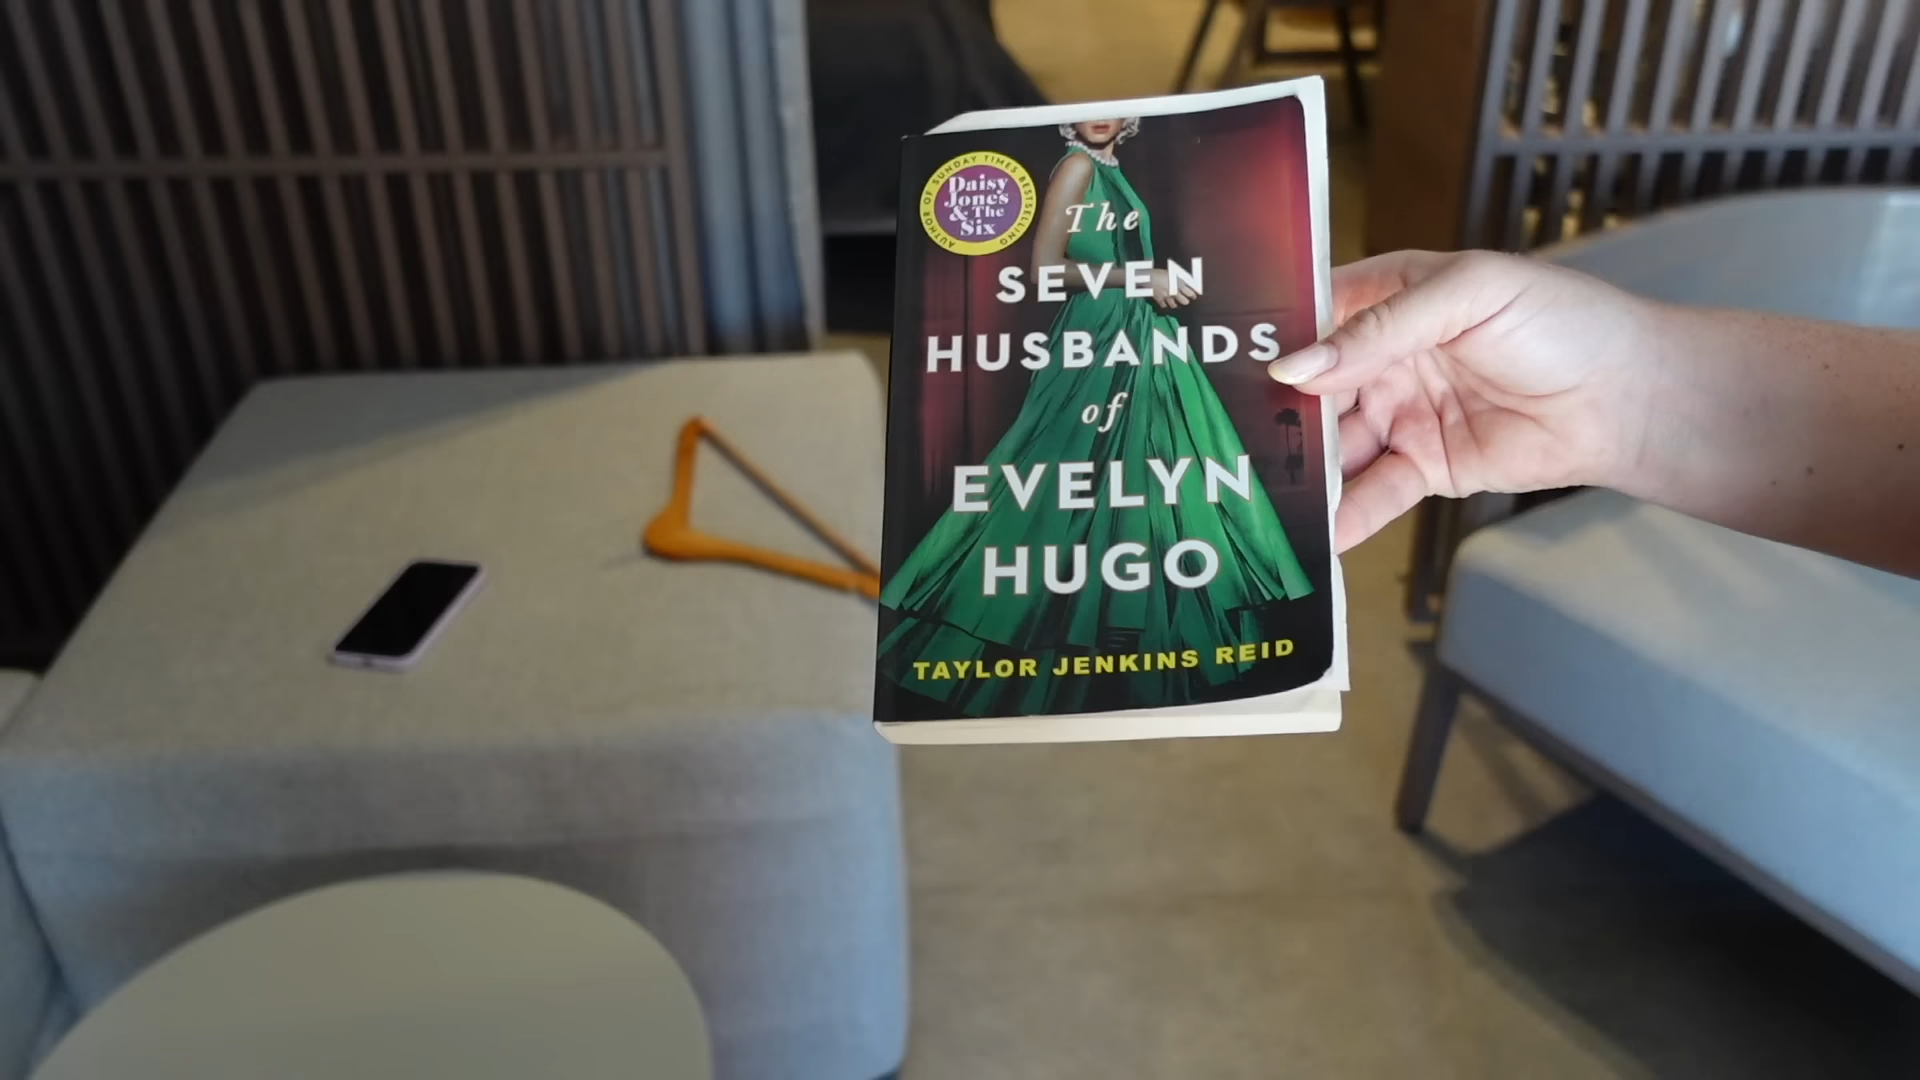 AUTHOR OF SUNDAY TIMES BESTSELLING
Daisy
Jones
& The
Six
The
SEVEN
HUSBANDS
of
EVELYN
HUGO
TAYLOR JENKINS REID